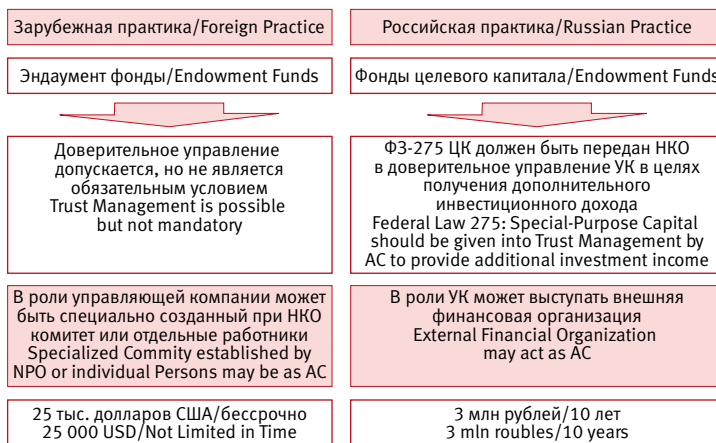 Зарубежная практика/Foreign Practice
Российская практика/Russian Practice
Эндаумент фонды/Endowment Funds
Фонды целевого капитала/Endowment Funds
Доверительное управление
допускается, но не является
обязательным условием
Trust Management is possible
but not mandatory
ФЗ-275 ЦК должен быть передан НКО
в доверительное управление УК в целях
получения дополнительного
инвестиционного дохода
Federal Law 275: Special-Purpose Capital
should be given into Trust Management by
AC to provide additional investment income
В роли управляющей компании может
быть специально созданный при НКО
комитет или отдельные работники
Specialized Commity established by
NPO or individual Persons may be as AC
В роли УК может выступать внешняя
финансовая организация
External Financial Organization
may act as AC
25 тыс. долларов США/бессрочно
25 000 USD/Not Limited in Time
3 млн рублей/10 лет
3 mln roubles/10 years